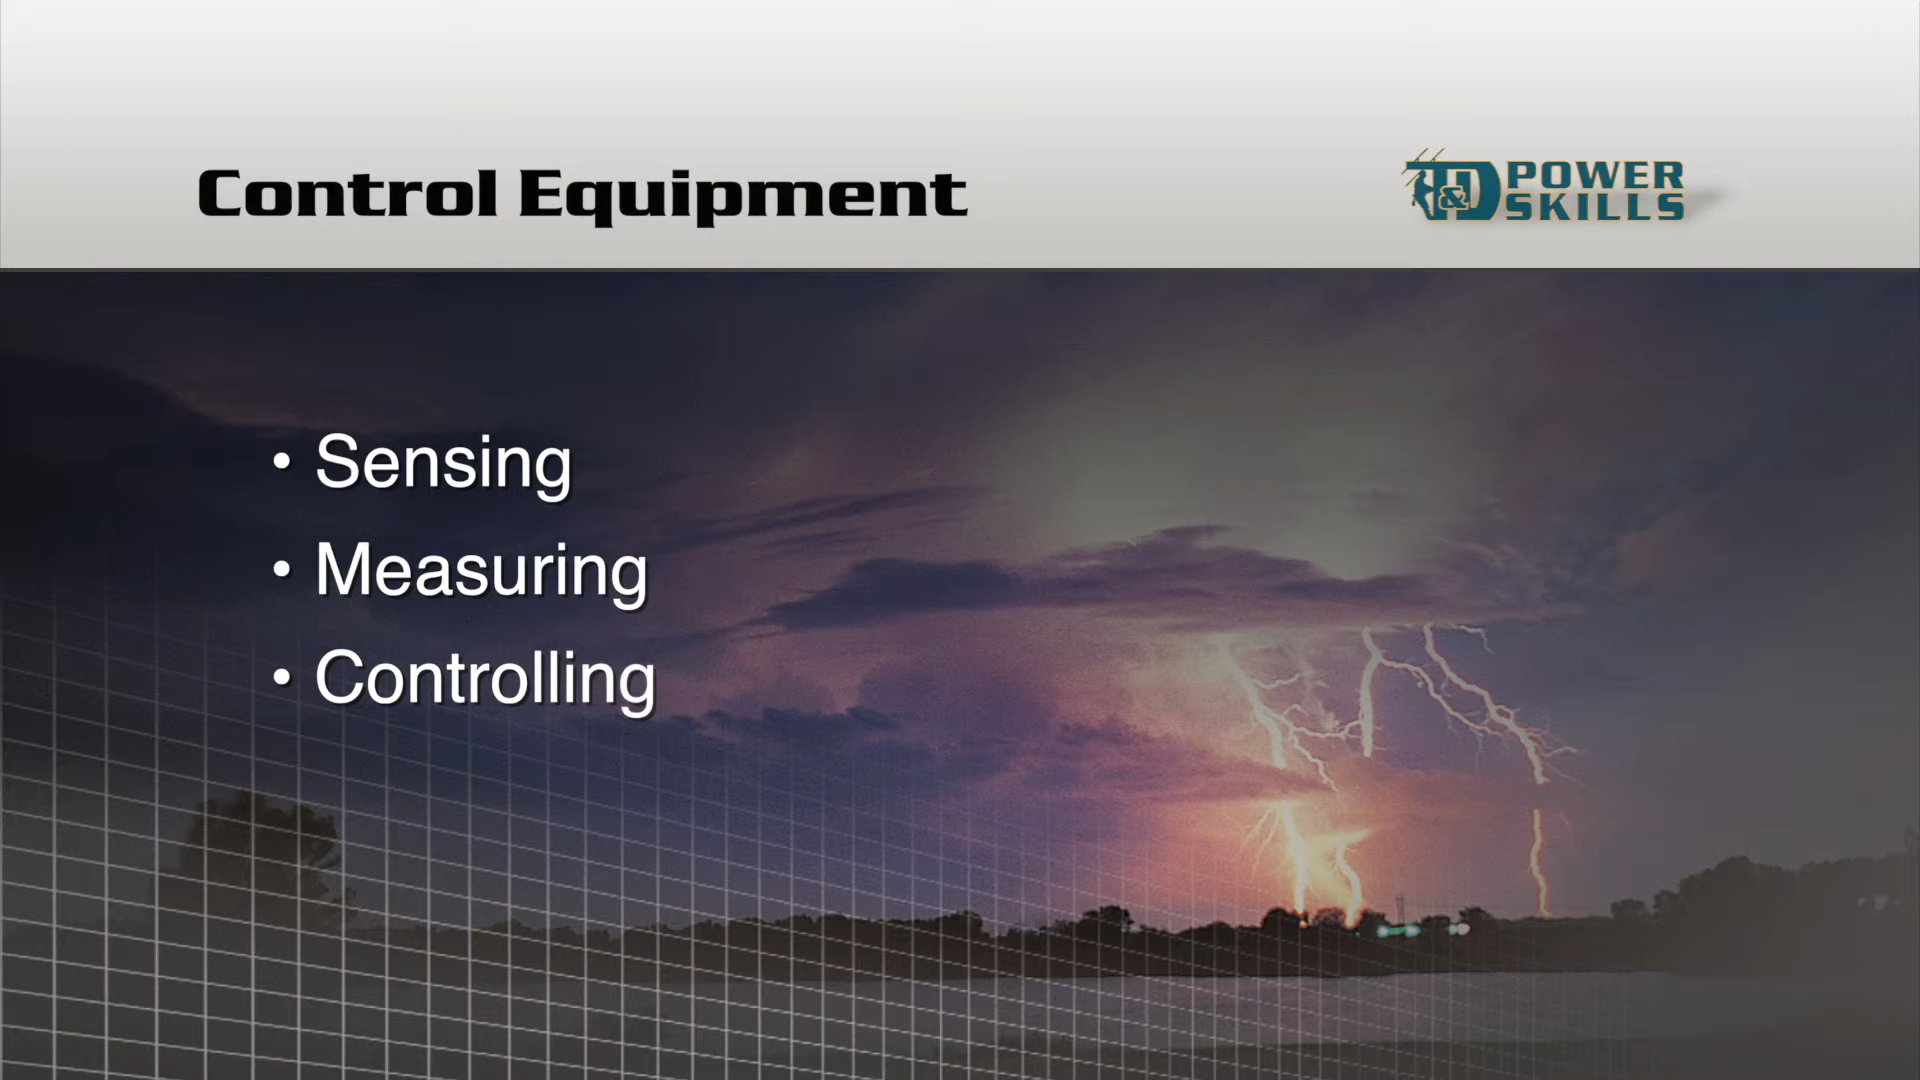 Control Equipment
T&D POWER
SKILLS
• Sensing
• Measuring
• Controlling